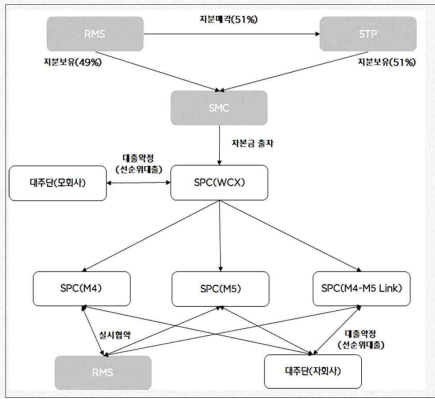 지분매각(51%)
RMS
STP
지분보유(49%)
지분보유(51%)
SMC
자본금 출자
대출약정
(선순위대출)
대주단(모회사)
SPC(WCX)
SPC(M4)
SPC(M5)
SPC(M4-M5 Link)
실시협약
대출약정
(선순위대출)
RMS
대주단(자회사)